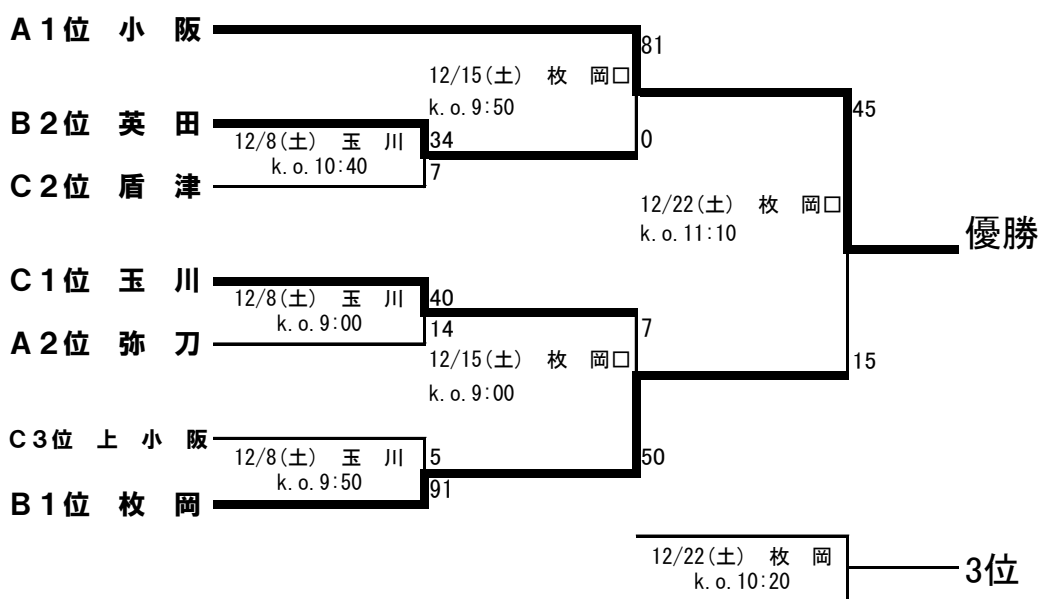 A1位 小 阪
81
12/15(土) 枚 岡□
k.o.9:50
45
B2位 英 田
12/8(土) 玉 川
k.o.10:40
34
7
0
C2位 盾 津
12/22(土) 枚 岡□
k.o.11:10
優勝
C1位 玉 川
12/8(土) 玉 川
k.o.9:00
40
14
7
A2位 弥 刀
12/15(土) 枚 岡□
k.o.9:00
15
C3位 上 小 阪
12/8(土) 玉 川
k.o.9:50
5
91
50
B1位 枚 岡
12/22(土) 枚 岡
k.o.10:20
3位